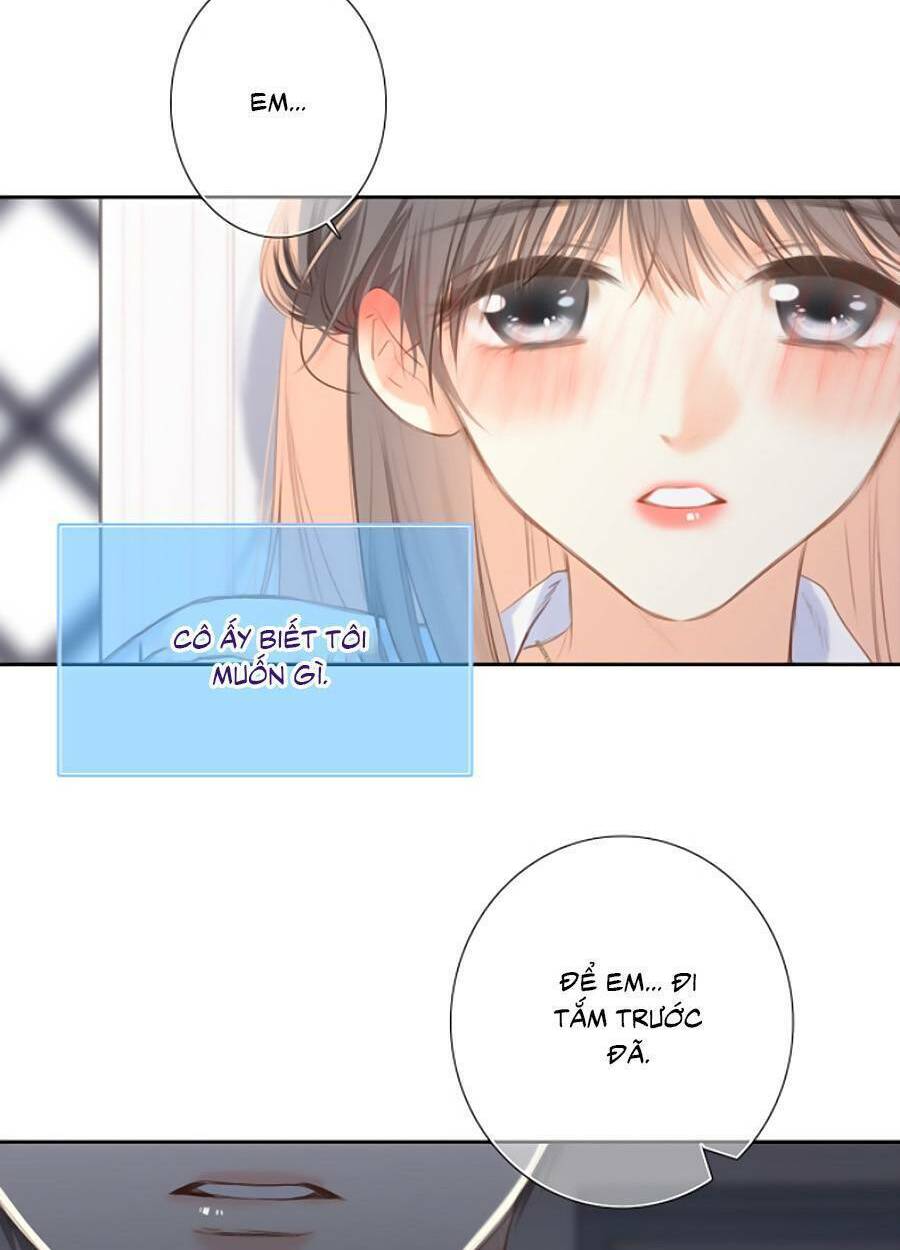 EM...
CÔ ẤY BIẾT TÔI
MUỐN GÌ.
ĐỂ EM... ĐI
TẮM TRƯỚC
ĐÃ.